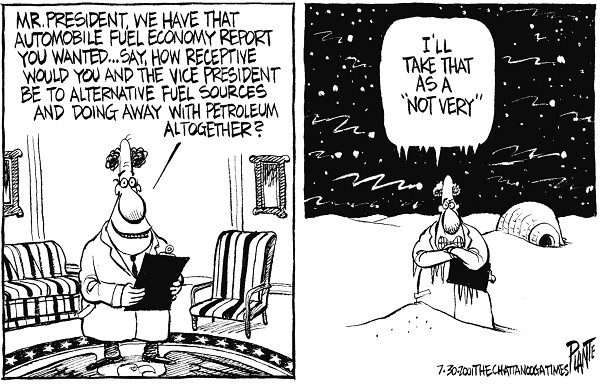 MR. PRESIDENT, WE HAVE THAT
AUTOMOBILE FUEL ECONOMY REPORT
YOU WANTED...SAY, HOW RECEPTIVE
WOULD YOU AND THE VICE PRESIDENT
BE TO ALTERNATIVE FUEL SOURCES
AND DOING AWAY WITH PETROLEUM
ALTOGETHER?
I'LL
TAKE THAT
AS A
"NOT VERY"
PLANTE
7-30-2001 THE CHATTANOOGA TIMES